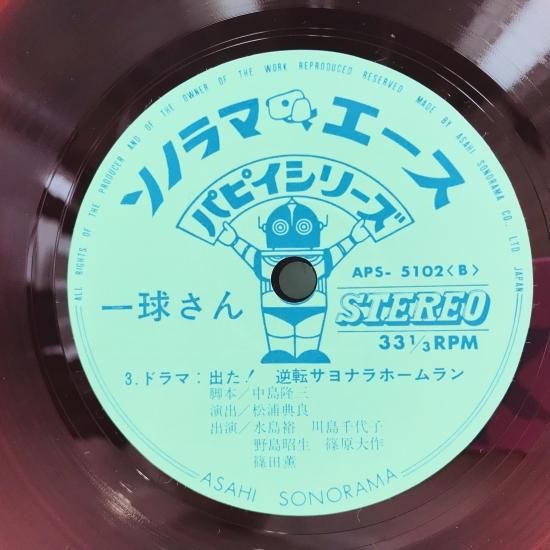 ALL RIGHTS OF THE PRODUCER AND OF THE OWNER OF THE WORK REPRODUCED RESERVED MADE BY ASAHI SONORAMA CO., LTD JAPAN
ソノラマエース
パピイシリーズ
APS-5102<B>
一球さん
STEREO
33 1/3 RPM
3.ドラマ:出た! 逆転サヨナラホームラン
脚本/中島隆三
演出/松浦典良
出演/水島裕 川島千代子
野島昭生 篠原大作
篠田薫
ASAHI SONORAMA